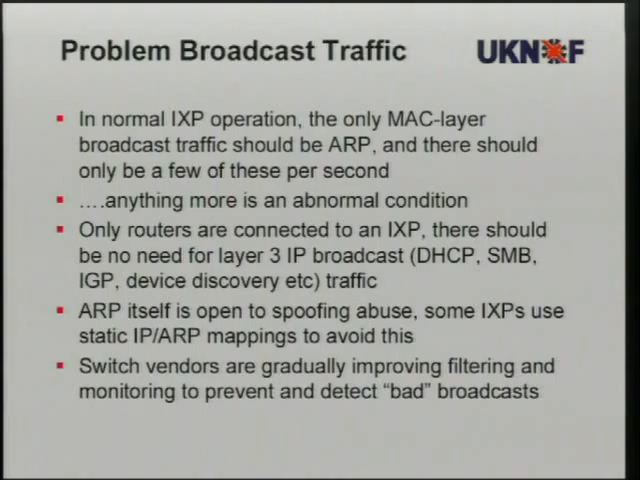 Problem Broadcast Traffic
UKNOF
In normal IXP operation, the only MAC-layer
broadcast traffic should be ARP, and there should
only be a few of these per second
….anything more is an abnormal condition
Only routers are connected to an IXP, there should
be no need for layer 3 IP broadcast (DHCP, SMB,
IGP, device discovery etc) traffic
ARP itself is open to spoofing abuse, some IXPs use
static IP/ARP mappings to avoid this
Switch vendors are gradually improving filtering and
monitoring to prevent and detect “bad” broadcasts